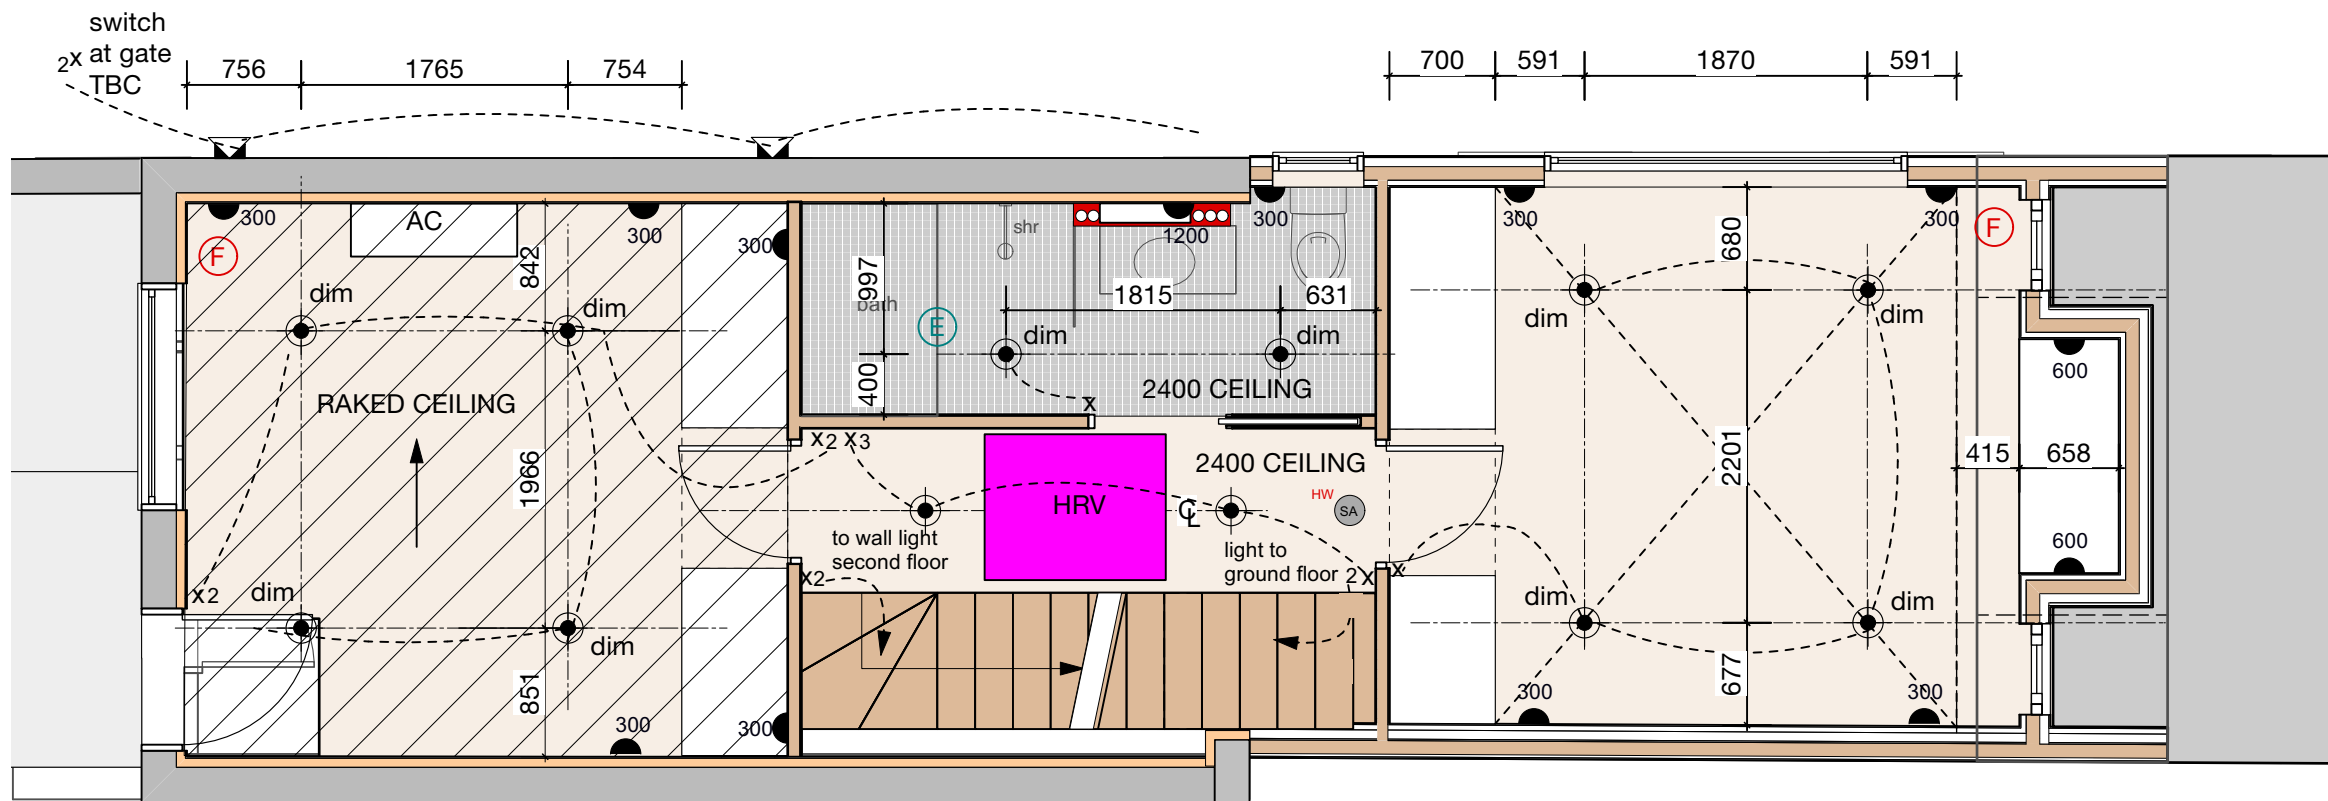 switch
2x at gate
TBC
756
1765
754
700
591
1870
591
300
AC
300
300
F
842
dim
dim
RAKED CEILING
1966
x2
dim
dim
851
300
300
997
bath
400
shr
1200
300
1815
631
E
dim
dim
2400 CEILING
x
x2
x3
HRV
2400 CEILING
CL
HW
SA
to wall light
second floor
x2
light to
ground floor
2x
x
300
300
F
680
dim
dim
2201
415
658
600
600
dim
dim
677
300
300